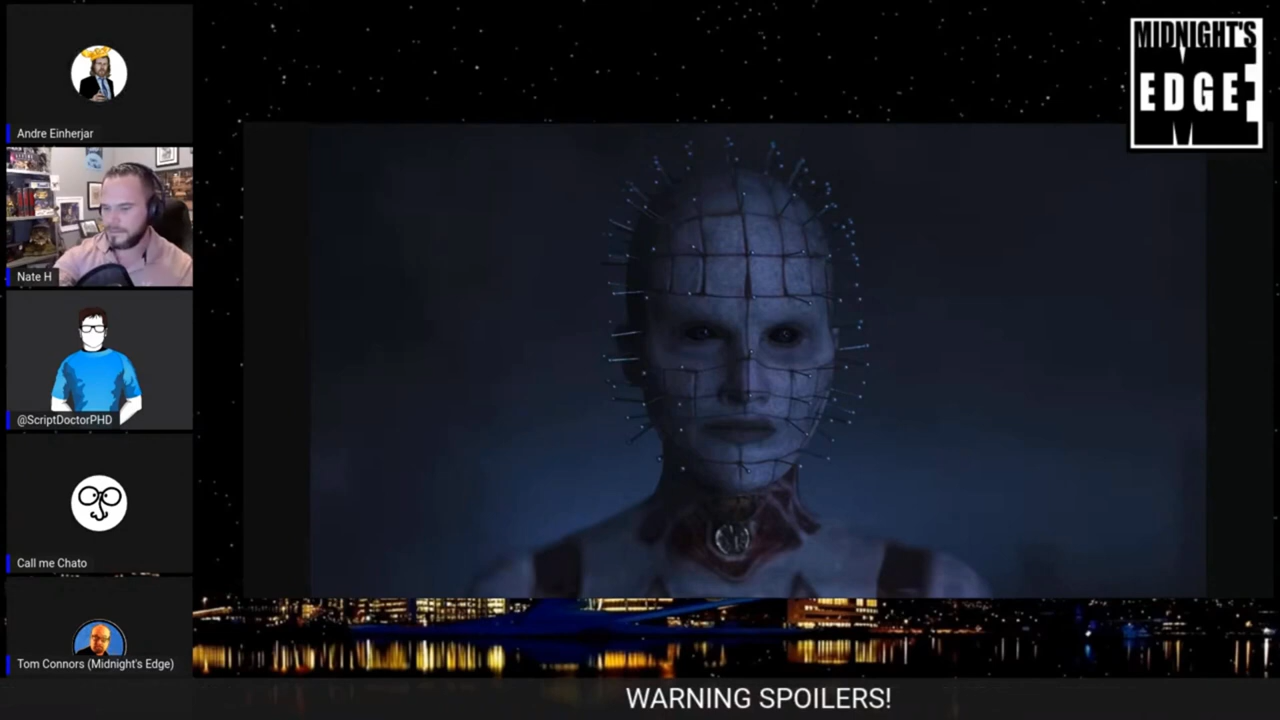 Andre Einherjar
Nate H
@ScriptDoctorPHD
Call me Chato
Tom Connors (Midnight's Edge)
MIDNIGHT'S
EDGE
WARNING SPOILERS!